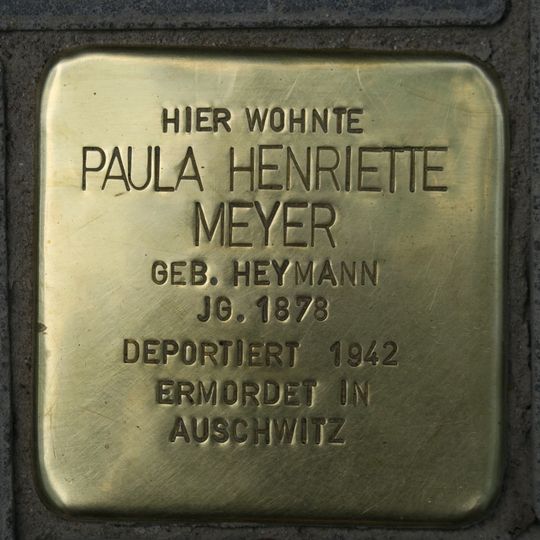 HIER WOHNTE
PAULA HENRIETTE
MEYER
GEB. HEYMANN
JG. 1878
DEPORTIERT 1942
ERMORDET IN
AUSCHWITZ